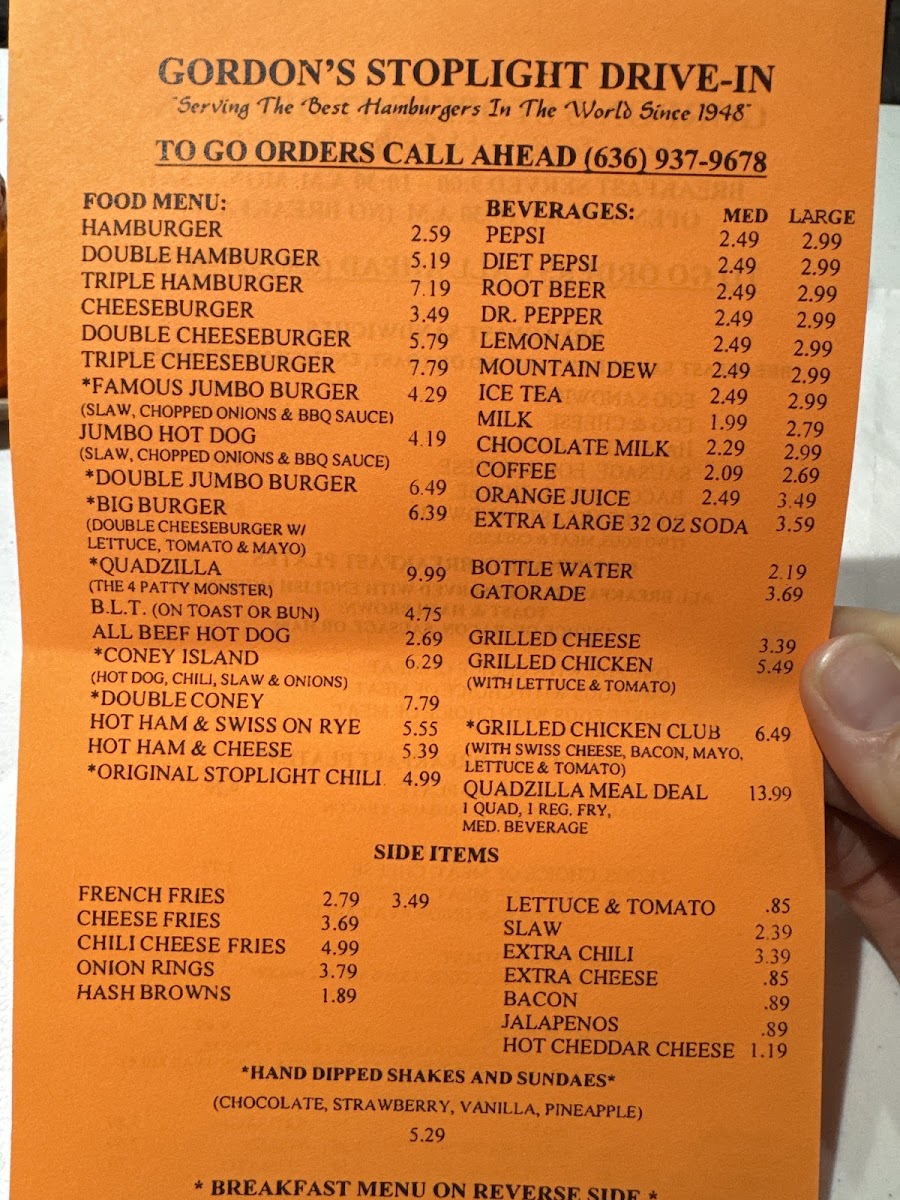 GORDON'S STOPLIGHT DRIVE-IN
"Serving The Best Hamburgers In The World Since 1948"
TO GO ORDERS CALL AHEAD (636) 937-9678
FOOD MENU:
HAMBURGER 2.59
DOUBLE HAMBURGER 5.19
TRIPLE HAMBURGER 7.19
CHEESEBURGER 3.49
DOUBLE CHEESEBURGER 5.79
TRIPLE CHEESEBURGER 7.79
*FAMOUS JUMBO BURGER 4.29
(SLAW, CHOPPED ONIONS & BBQ SAUCE)
JUMBO HOT DOG 4.19
(SLAW, CHOPPED ONIONS & BBQ SAUCE)
*DOUBLE JUMBO BURGER 6.49
*BIG BURGER 6.39
(DOUBLE CHEESEBURGER W/
LETTUCE, TOMATO & MAYO)
*QUADZILLA 9.99
(THE 4 PATTY MONSTER)
B.L.T. (ON TOAST OR BUN) 4.75
ALL BEEF HOT DOG 2.69
*CONEY ISLAND 6.29
(HOT DOG, CHILI, SLAW & ONIONS)
*DOUBLE CONEY 7.79
HOT HAM & SWISS ON RYE 5.55
HOT HAM & CHEESE 5.39
*ORIGINAL STOPLIGHT CHILI 4.99
BEVERAGES: MED LARGE
PEPSI 2.49 2.99
DIET PEPSI 2.49 2.99
ROOT BEER 2.49 2.99
DR. PEPPER 2.49 2.99
LEMONADE 2.49 2.99
MOUNTAIN DEW 2.49 2.99
ICE TEA 2.49 2.99
MILK 1.99 2.79
CHOCOLATE MILK 2.29 2.99
COFFEE 2.09 2.69
ORANGE JUICE 2.49 3.49
EXTRA LARGE 32 OZ SODA 3.59
BOTTLE WATER 2.19
GATORADE 3.69
GRILLED CHEESE 3.39
GRILLED CHICKEN 5.49
(WITH LETTUCE & TOMATO)
*GRILLED CHICKEN CLUB 6.49
(WITH SWISS CHEESE, BACON, MAYO,
LETTUCE & TOMATO)
QUADZILLA MEAL DEAL 13.99
1 QUAD, 1 REG. FRY,
MED. BEVERAGE
SIDE ITEMS
FRENCH FRIES 2.79 3.49
CHEESE FRIES 3.69
CHILI CHEESE FRIES 4.99
ONION RINGS 3.79
HASH BROWNS 1.89
LETTUCE & TOMATO .85
SLAW 2.39
EXTRA CHILI 3.39
EXTRA CHEESE .85
BACON .89
JALAPENOS .89
HOT CHEDDAR CHEESE 1.19
*HAND DIPPED SHAKES AND SUNDAES*
(CHOCOLATE, STRAWBERRY, VANILLA, PINEAPPLE)
5.29
* BREAKFAST MENU ON REVERSE SIDE *